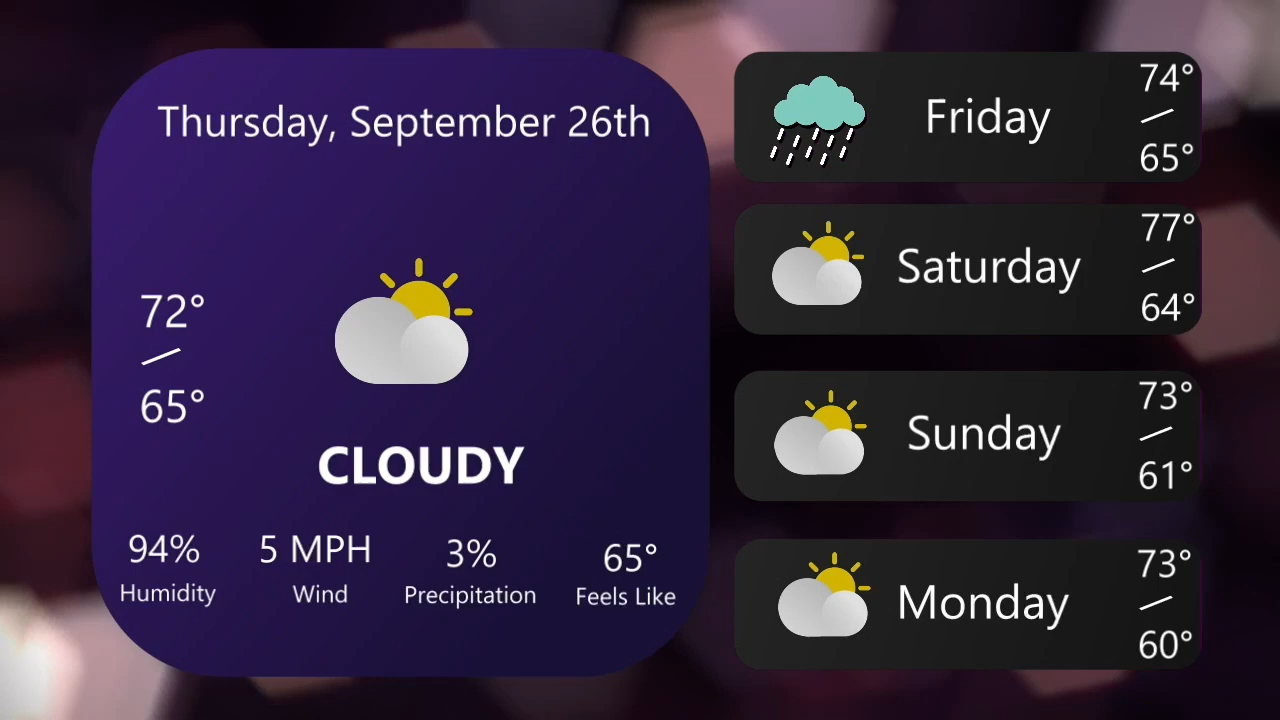 Thursday, September 26th
72°
65°
CLOUDY
94%
Humidity
5 MPH
Wind
3%
Precipitation
65°
Feels Like
Friday
74°
65°
Saturday
77°
64°
Sunday
73°
61°
Monday
73°
60°